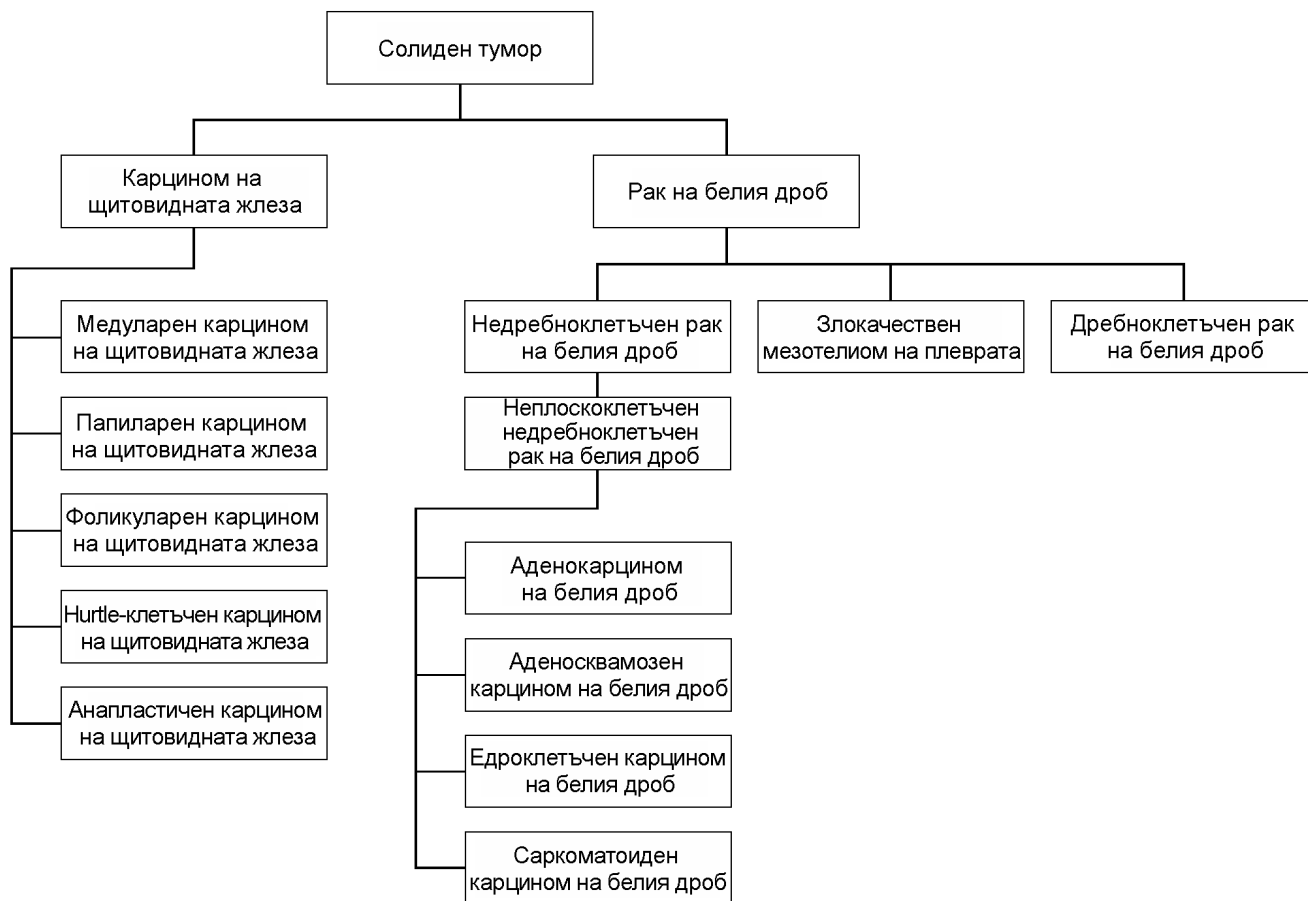 Солиден тумор
Карцином на
щитовидната жлеза
Рак на белия дроб
Медуларен карцином
на щитовидната жлеза
Папиларен карцином
на щитовидната жлеза
Фоликуларен карцином
на щитовидната жлеза
Hurtle-клетъчен карцином
на щитовидната жлеза
Анапластичен карцином
на щитовидната жлеза
Недребноклетъчен рак
на белия дроб
Злокачествен
мезотелиом на плеврата
Дребноклетъчен рак
на белия дроб
Неплоскоклетъчен
недребноклетъчен
рак на белия дроб
Аденокарцином
на белия дроб
Аденосквамозен
карцином на белия дроб
Едроклетъчен карцином
на белия дроб
Саркоматоиден
карцином на белия дроб